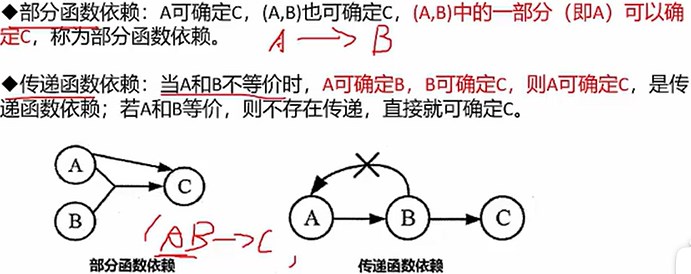 ◆部分函数依赖：A可确定C，(A,B)也可确定C，(A,B)中的一部分（即A）可以确
定C，称为部分函数依赖。
A → B
◆传递函数依赖：当A和B不等价时，A可确定B，B可确定C，则A可确定C，是传
递函数依赖；若A和B等价，则不存在传递，直接就可确定C。
A
C
B
A B C
(AB→C
部分函数依赖
传递函数依赖